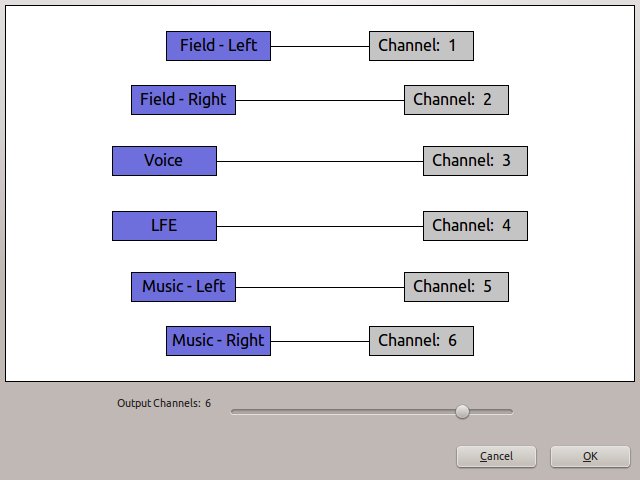 Field - Left Channel: 1
Field - Right Channel: 2
Voice Channel: 3
LFE Channel: 4
Music - Left Channel: 5
Music - Right Channel: 6
Output Channels: 6
Cancel OK